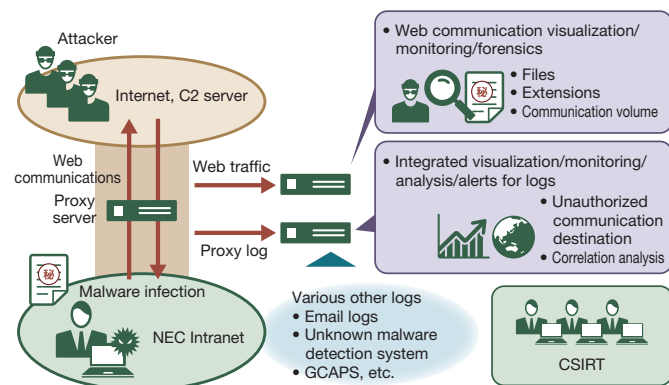 Attacker
Internet, C2 server
Web
communications
Proxy
server
Web traffic
Proxy log
秘
Malware infection
NEC Intranet
• Web communication visualization/
monitoring/forensics
秘
• Files
• Extensions
• Communication volume
• Integrated visualization/monitoring/
analysis/alerts for logs
• Unauthorized
communication
destination
• Correlation analysis
Various other logs
• Email logs
• Unknown malware
detection system
• GCAPS, etc.
CSIRT